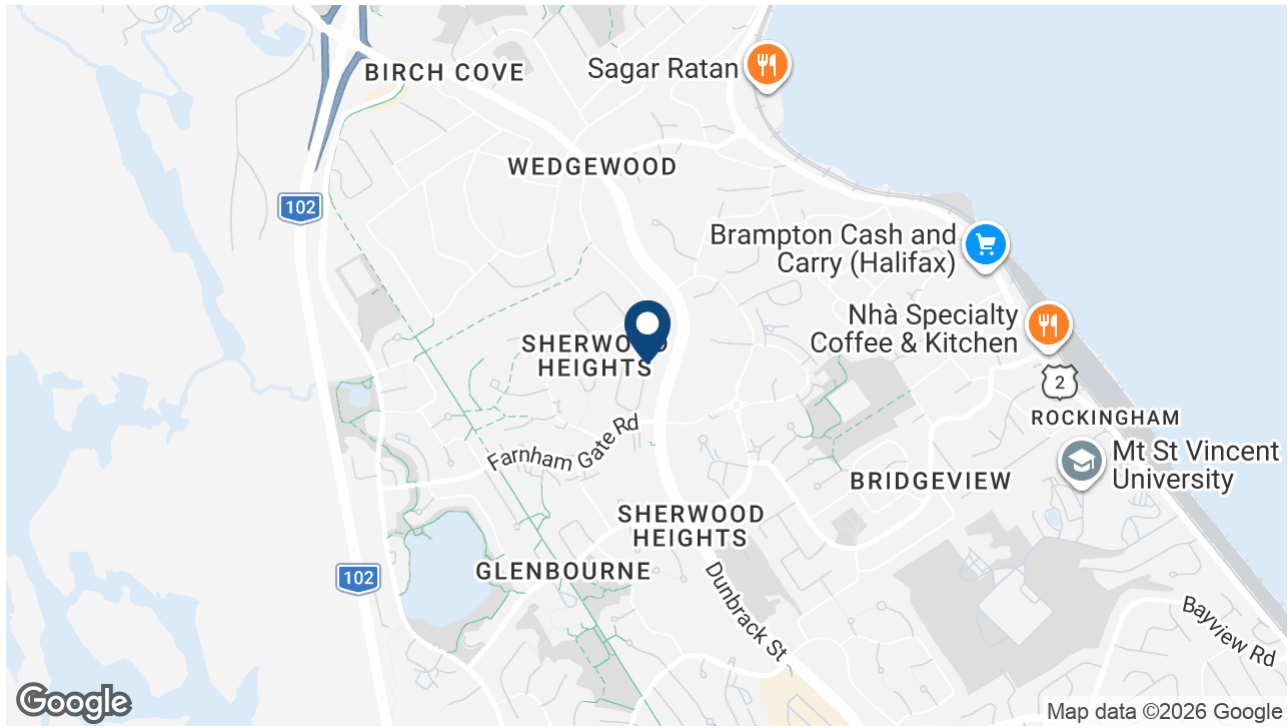 Sagar Ratan
BIRCH COVE
WEDGEWOOD
102
Brampton Cash and
Carry (Halifax)
Nhà Specialty
Coffee & Kitchen
SHERWOOD
HEIGHTS
2
ROCKINGHAM
Farnham Gate Rd
Mt St Vincent
University
BRIDGEVIEW
SHERWOOD
HEIGHTS
GLENBOURNE
102
Dunbrack St
Bayview Rd
Google
Map data ©2026 Google